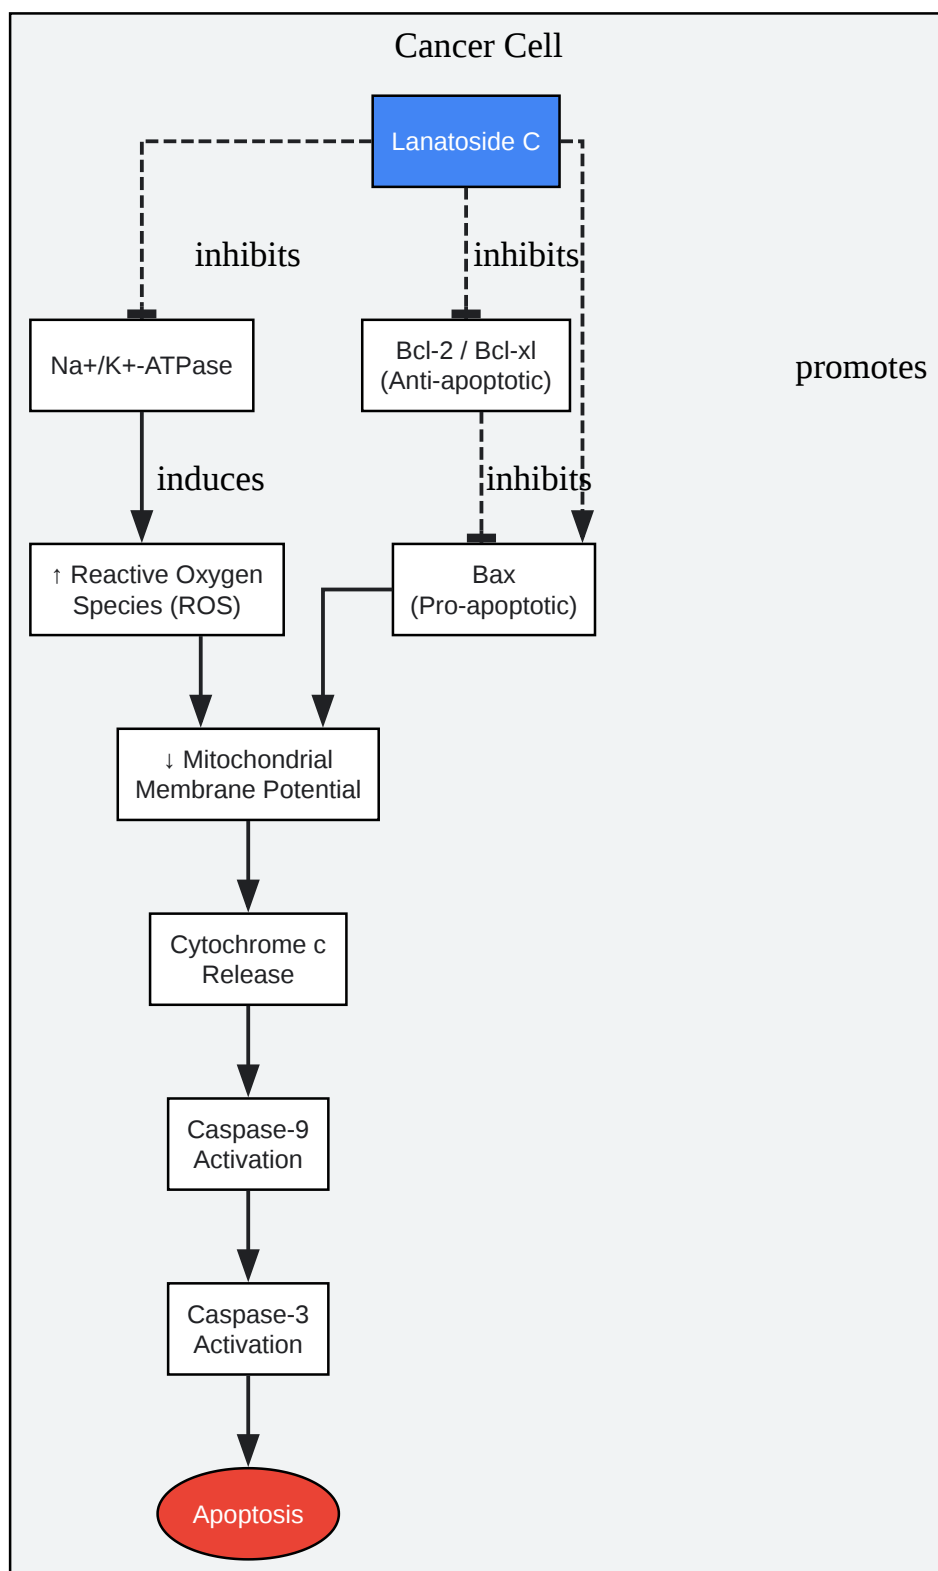 Cancer Cell
Lanatoside C
inhibits
inhibits
Na+/K+-ATPase
Bcl-2 / Bcl-xl
(Anti-apoptotic)
promotes
induces
inhibits
↑ Reactive Oxygen
Species (ROS)
Bax
(Pro-apoptotic)
↓ Mitochondrial
Membrane Potential
Cytochrome c
Release
Caspase-9
Activation
Caspase-3
Activation
Apoptosis